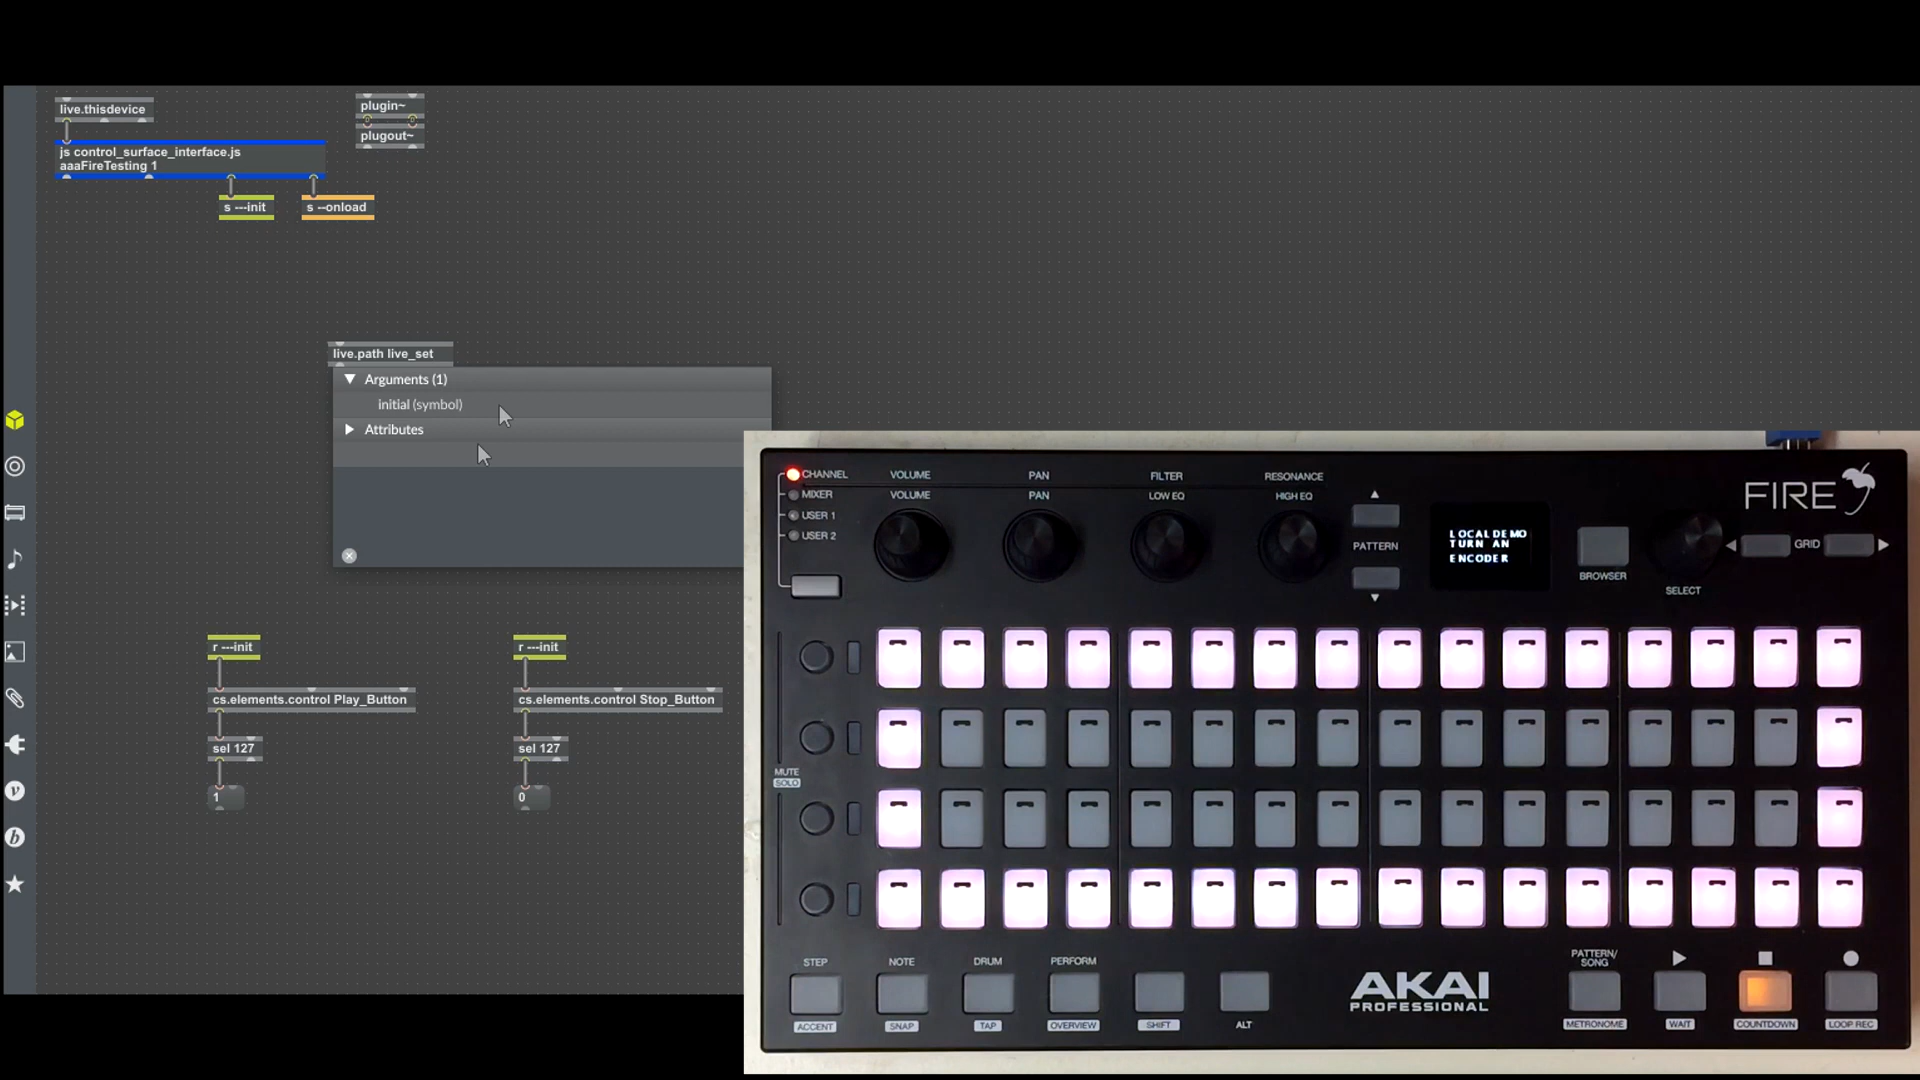 live.thisdevice
js control_surface_interface.js
aaaFireTesting 1
s ---init
s --onload
plugin~
plugout~
live.path live_set
Arguments (1)
initial (symbol)
Attributes
r ---init
cs.elements.control Play_Button
sel 127
1
r ---init
cs.elements.control Stop_Button
sel 127
0
CHANNEL
MIXER
USER 1
USER 2
VOLUME
VOLUME
PAN
PAN
FILTER
LOW EQ
RESONANCE
HIGH EQ
PATTERN
LOCALDEMO
TURN AN
ENCODER
BROWSER
SELECT
FIRE
GRID
MUTE
SOLO
STEP
ACCENT
NOTE
SNAP
DRUM
TAP
PERFORM
OVERVIEW
SHIFT
ALT
AKAI
PROFESSIONAL
PATTERN/
SONG
METRONOME
WAIT
COUNTDOWN
LOOP REC